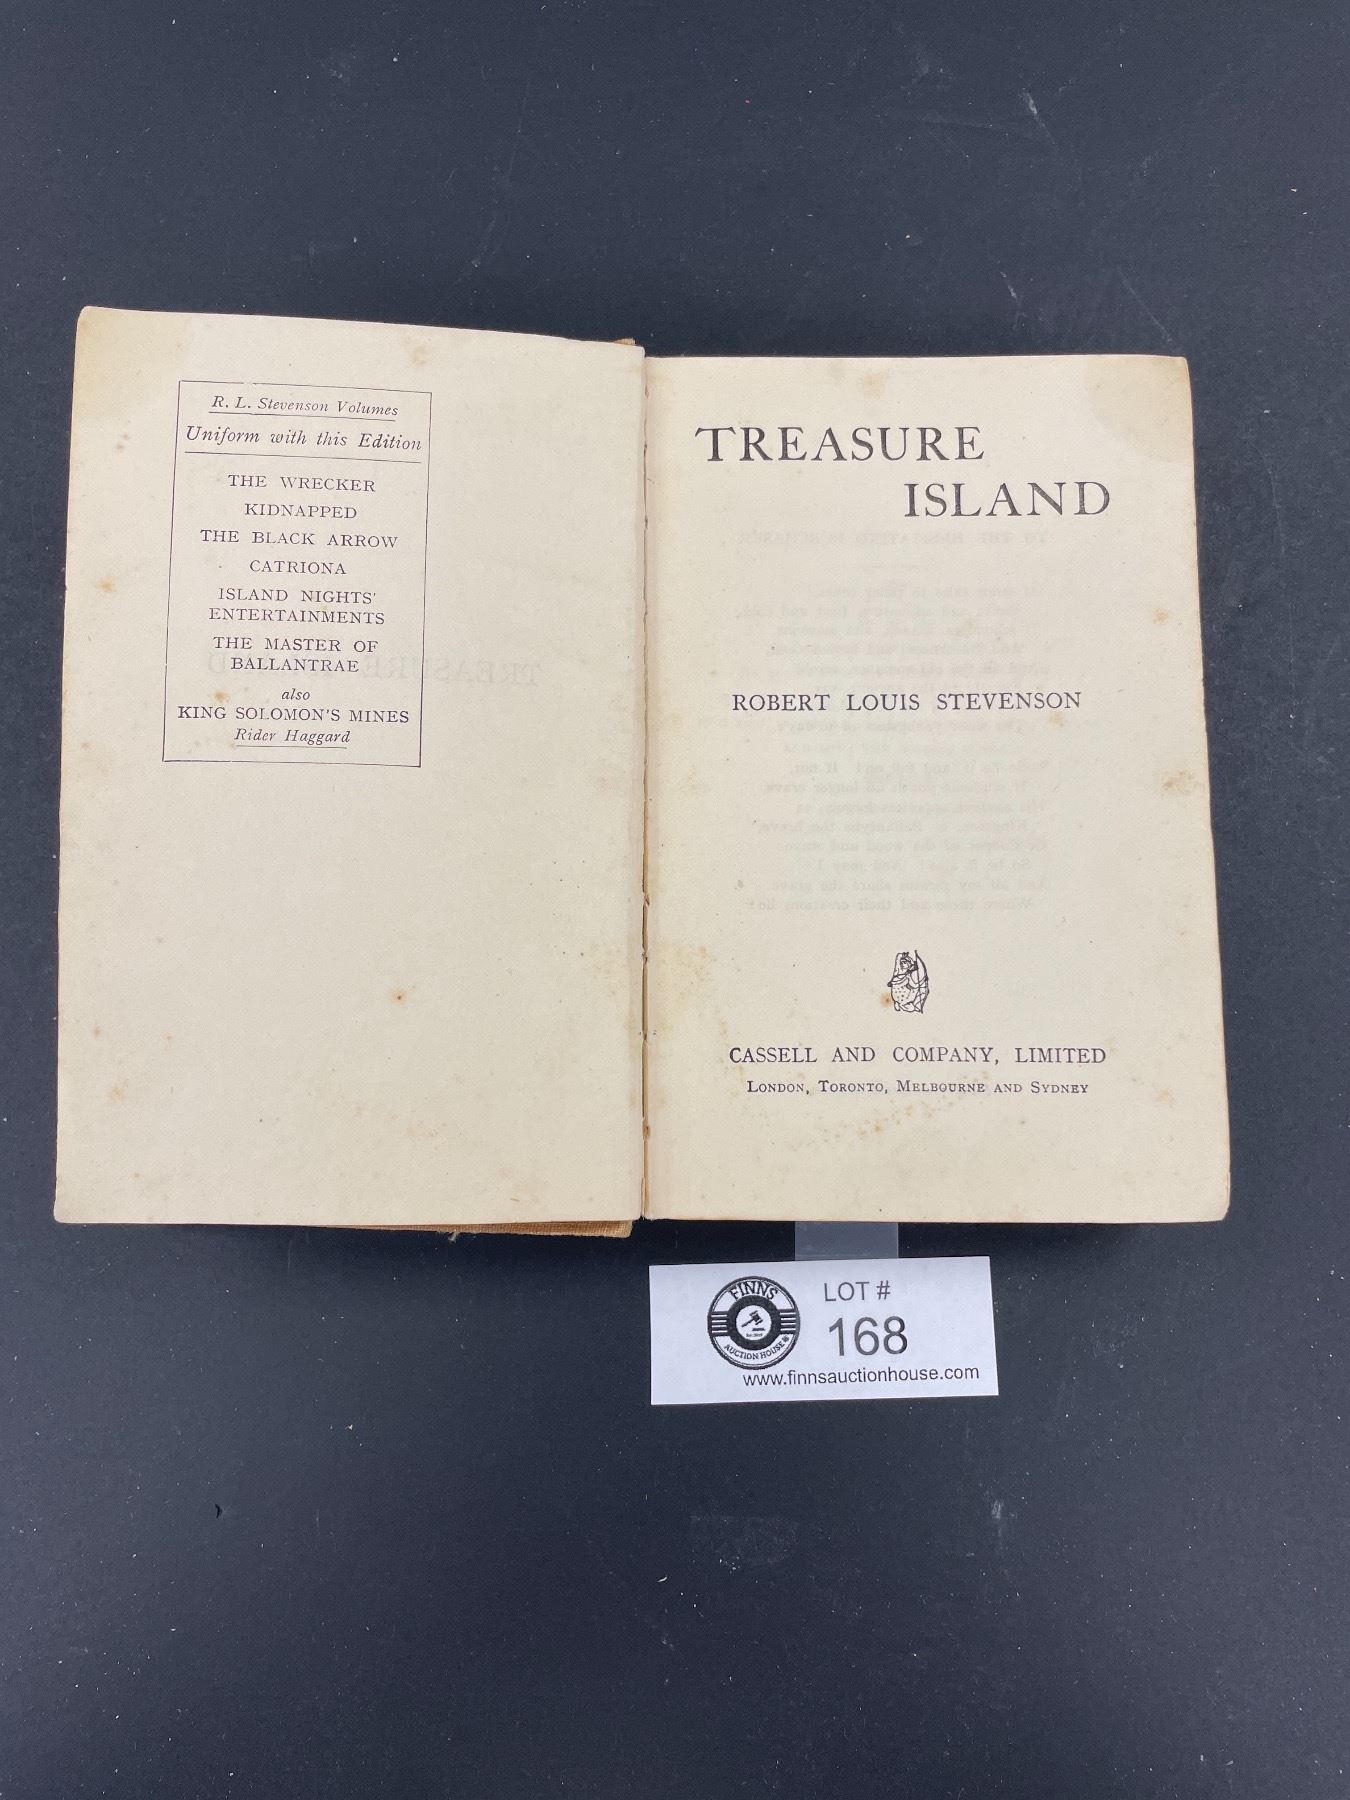 R. L. Stevenson Volumes
Uniform with this Edition
THE WRECKER
KIDNAPPED
THE BLACK ARROW
CATRIONA
ISLAND NIGHTS'
ENTERTAINMENTS
THE MASTER OF
BALLANTRAE
also
KING SOLOMON'S MINES
Rider Haggard
TREASURE
ISLAND
ROBERT LOUIS STEVENSON
CASSELL AND COMPANY, LIMITED
LONDON, TORONTO, MELBOURNE AND SYDNEY
FINNS
AUCTION HOUSE
LOT #
168
www.finnsauctionhouse.com